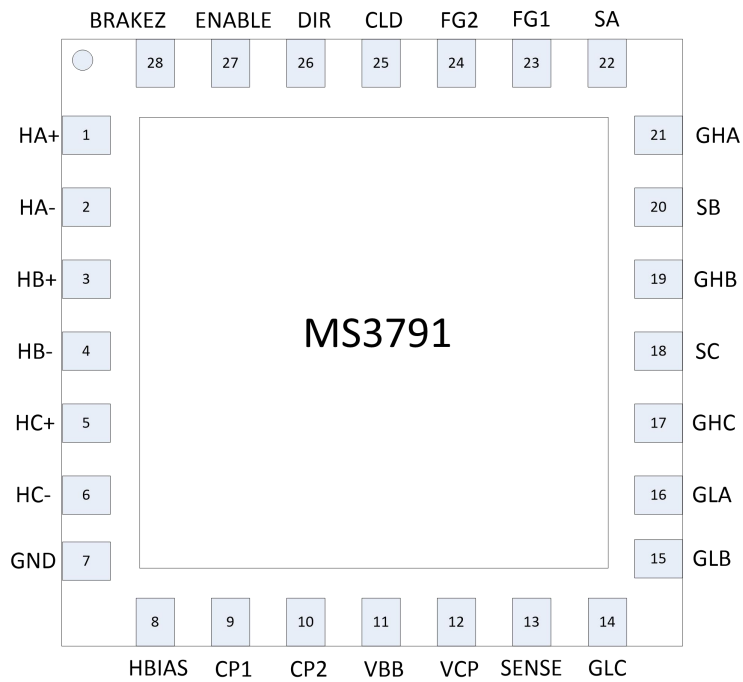 BRAKEZ ENABLE DIR CLD FG2 FG1 SA
28 27 26 25 24 23 22
HA+ 1 21 GHA
HA- 2 20 SB
HB+ 3 19 GHB
HB- 4 18 SC
MS3791
HC+ 5 17 GHC
HC- 6 16 GLA
GND 7 15 GLB
8 9 10 11 12 13 14
HBIAS CP1 CP2 VBB VCP SENSE GLC